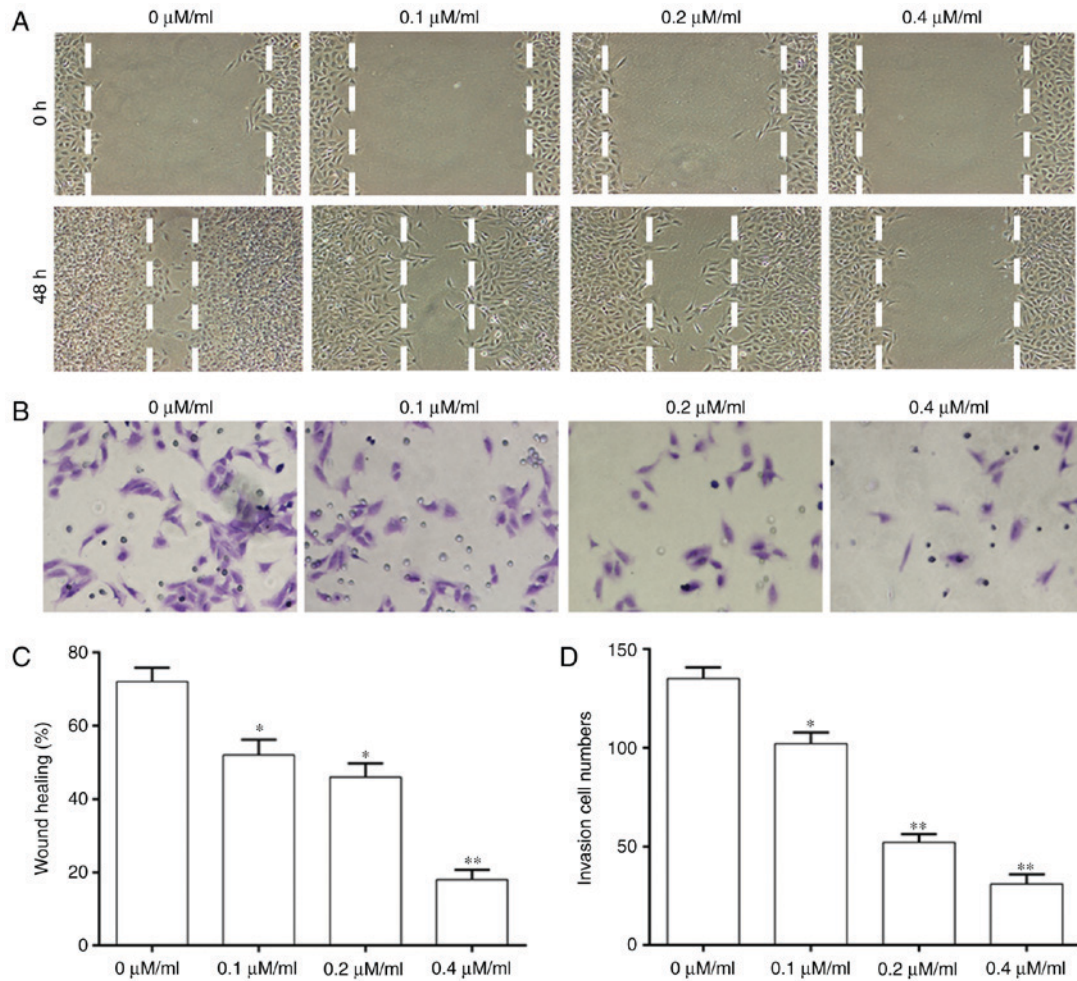 A
0 μM/ml 0.1 μM/ml 0.2 μM/ml 0.4 μM/ml
0 h
48 h
B
0 μM/ml 0.1 μM/ml 0.2 μM/ml 0.4 μM/ml
C
Wound healing (%)
80
60
40
20
0
* * **
0 μM/ml 0.1 μM/ml 0.2 μM/ml 0.4 μM/ml
D
Invasion cell numbers
150
100
50
0
* ** **
0 μM/ml 0.1 μM/ml 0.2 μM/ml 0.4 μM/ml